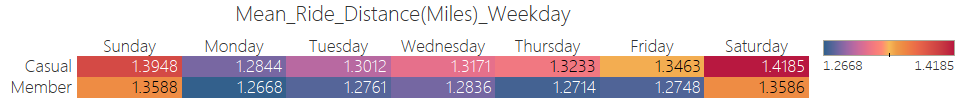 Mean_Ride_Distance(Miles)_Weekday
Sunday Monday Tuesday Wednesday Thursday Friday Saturday
Casual 1.3948 1.2844 1.3012 1.3171 1.3233 1.3463 1.4185
Member 1.3588 1.2668 1.2761 1.2836 1.2714 1.2748 1.3586
1.2668 1.4185